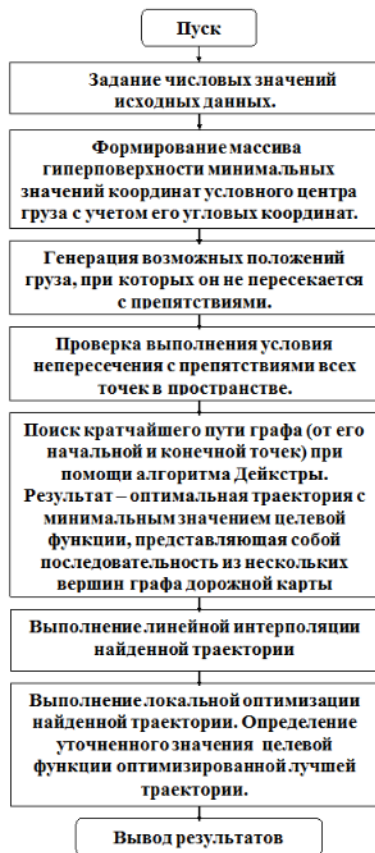 Пуск
Задание числовых значений
исходных данных.
Формирование массива
гиперповерхности минимальных
значений координат условного центра
груза с учетом его угловых координат.
Генерация возможных положений
груза, при которых он не пересекается
с препятствиями.
Проверка выполнения условия
непересечения с препятствиями всех
точек в пространстве.
Поиск кратчайшего пути графа (от его
начальной и конечной точек) при
помощи алгоритма Дейкстры.
Результат – оптимальная траектория с
минимальным значением целевой
функции, представляющая собой
последовательность из нескольких
вершин графа дорожной карты
Выполнение линейной интерполяции
найденной траектории
Выполнение локальной оптимизации
найденной траектории. Определение
уточненного значения целевой
функции оптимизированной лучшей
траектории.
Вывод результатов